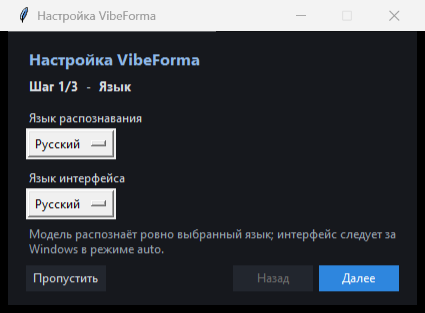 Настройка VibeForma
Настройка VibeForma
Шаг 1/3 - Язык
Язык распознавания
Русский
Язык интерфейса
Русский
Модель распознаёт ровно выбранный язык; интерфейс следует за
Windows в режиме auto.
Пропустить
Назад
Далее